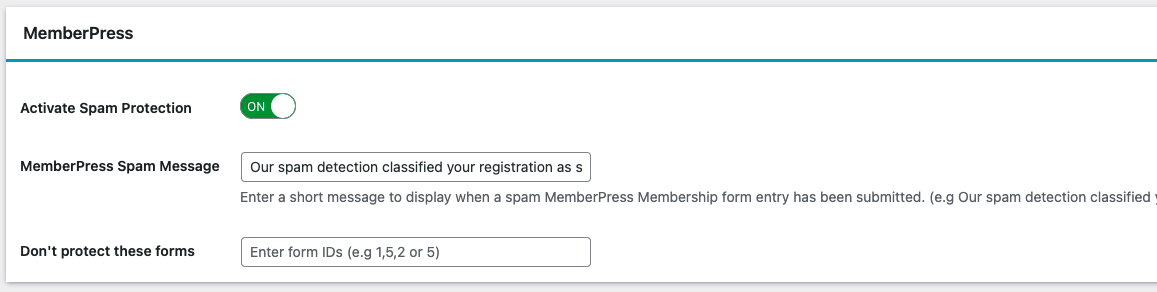 MemberPress
Activate Spam Protection
ON
MemberPress Spam Message
Our spam detection classified your registration as s
Enter a short message to display when a spam MemberPress Membership form entry has been submitted. (e.g Our spam detection classified y
Don't protect these forms
Enter form IDs (e.g 1,5,2 or 5)